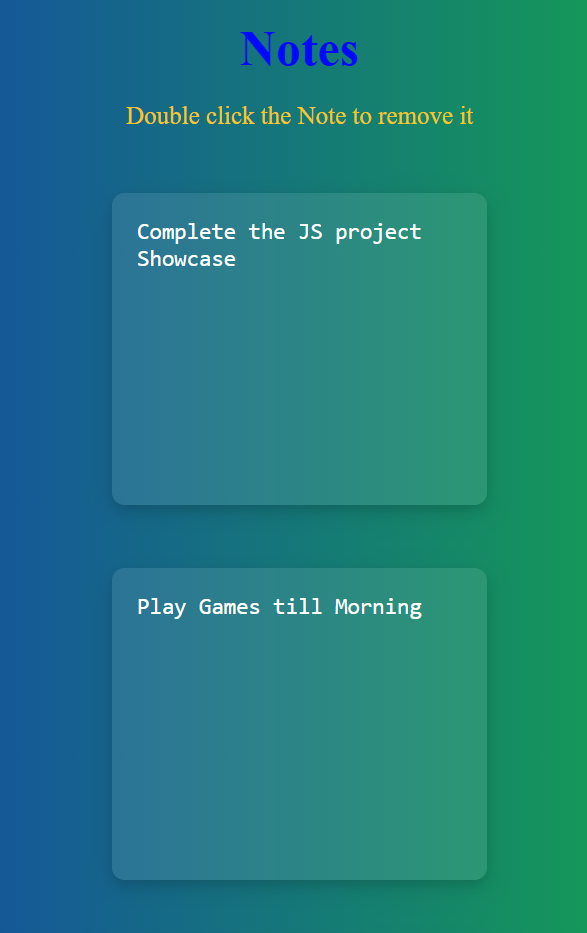 Notes
Double click the Note to remove it
Complete the JS project
Showcase
Play Games till Morning